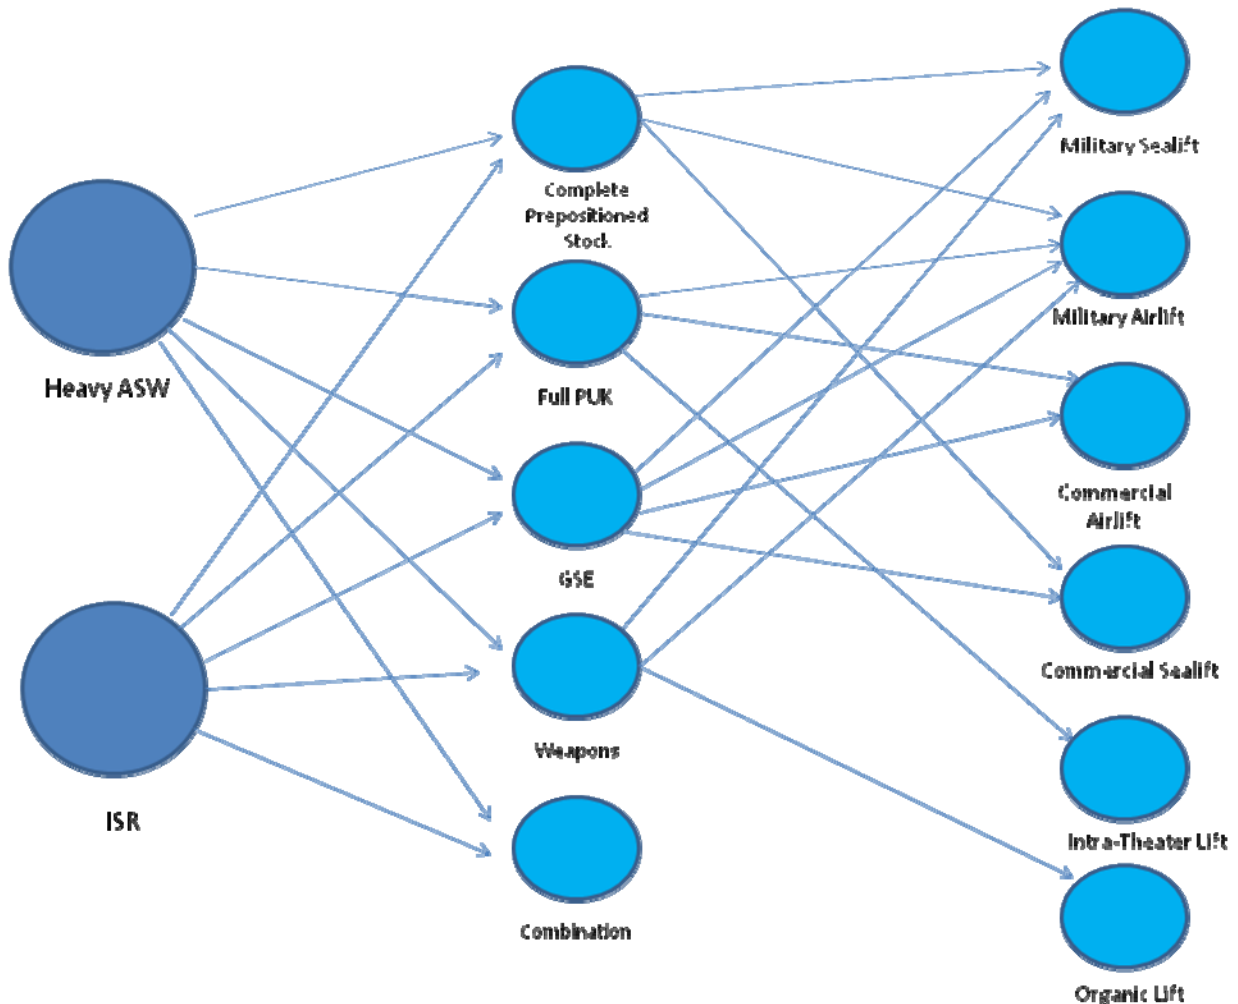 Heavy ASW
ISR
Complete
Prepositioned
Stock
Full PUK
GSE
Weapons
Combination
Military Sealift
Military Airlift
Commercial
Airlift
Commercial Sealift
Intra-Theater Lift
Organic Lift